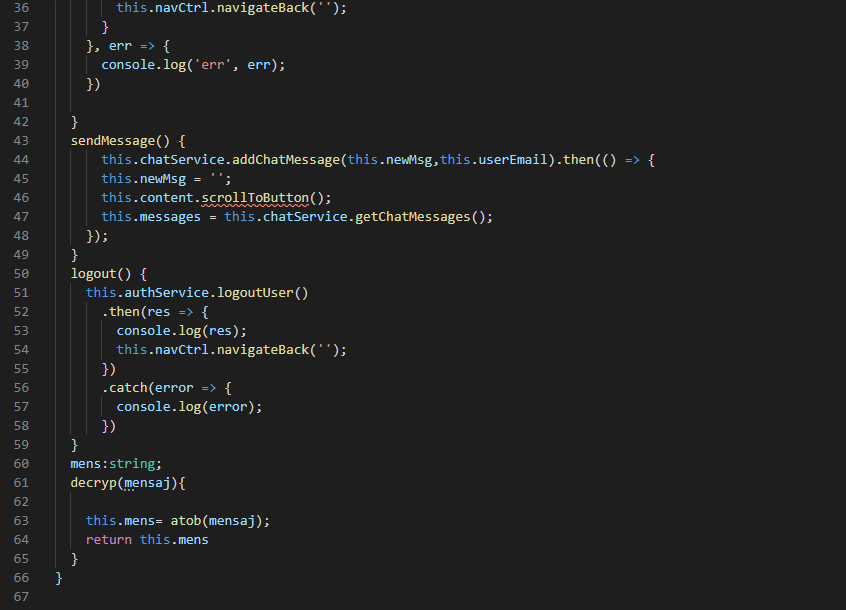 36 this.navCtrl.navigateBack('');
37 }
38 }, err => {
39 console.log('err', err);
40 })
41
42 }
43 sendMessage() {
44 this.chatService.addChatMessage(this.newMsg,this.userEmail).then(() => {
45 this.newMsg = '';
46 this.content.scrollToButton();
47 this.messages = this.chatService.getChatMessages();
48 });
49 }
50 logout() {
51 this.authService.logoutUser()
52 .then(res => {
53 console.log(res);
54 this.navCtrl.navigateBack('');
55 })
56 .catch(error => {
57 console.log(error);
58 })
59 }
60 mens:string;
61 decryp(mensaj){
62
63 this.mens= atob(mensaj);
64 return this.mens
65 }
66 }
67